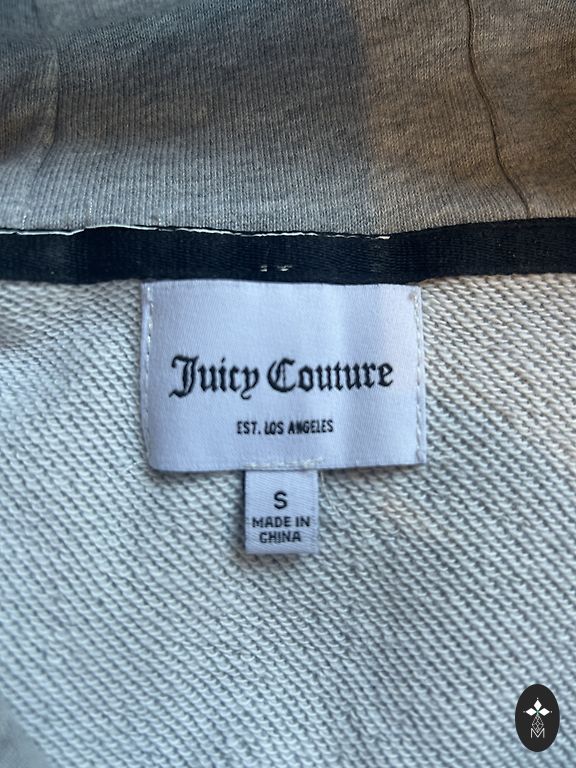 Juicy Couture
EST. LOS ANGELES
S
MADE IN
CHINA
M